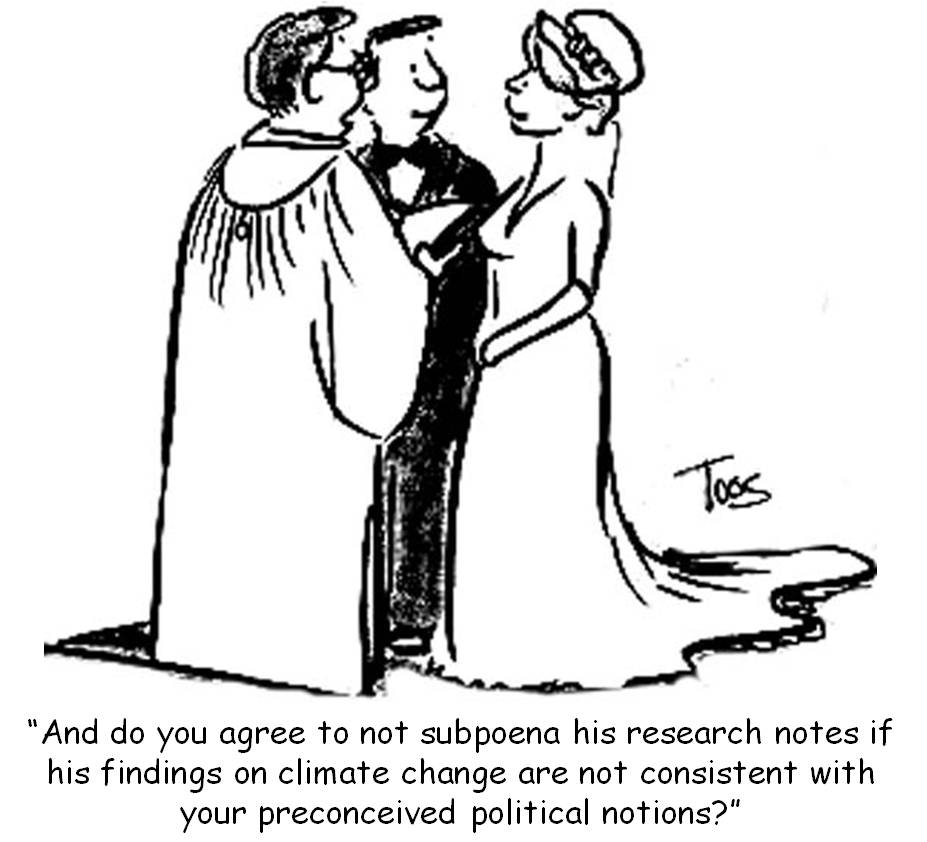 Toos
“And do you agree to not subpoena his research notes if
his findings on climate change are not consistent with
your preconceived political notions?”